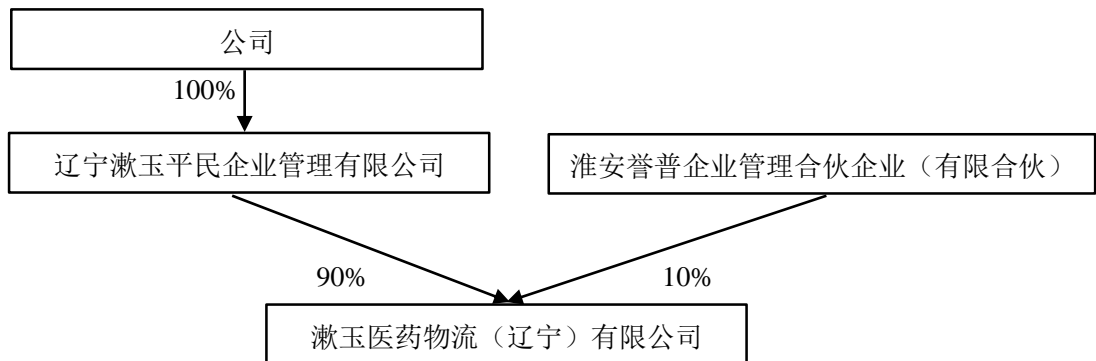 公司
100%
辽宁漱玉平民企业管理有限公司
淮安誉普企业管理合伙企业（有限合伙）
90%
10%
漱玉医药物流（辽宁）有限公司